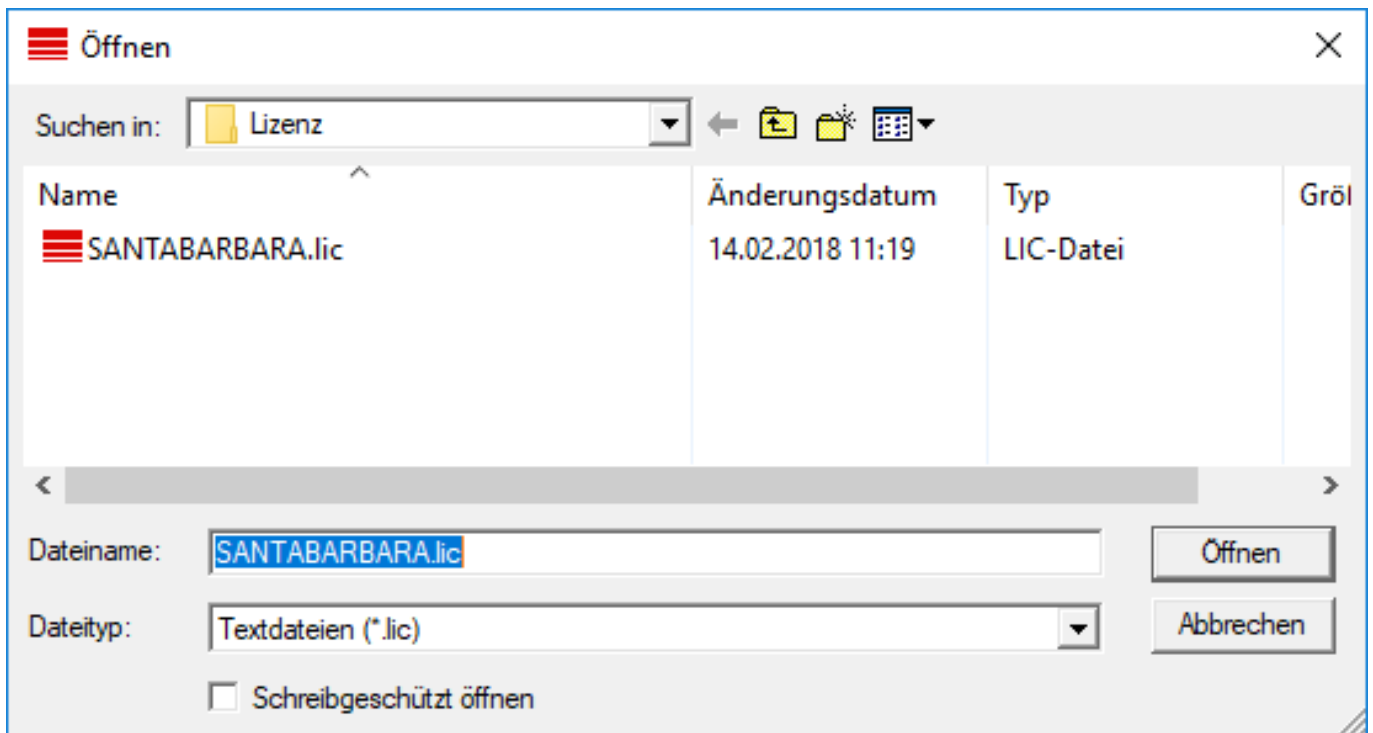 Öffnen
Suchen in: Lizenz
Name Änderungsdatum Typ Grö
SANTABARBARA.lic 14.02.2018 11:19 LIC-Datei
Dateiname: SANTABARBARA.lic Öffnen
Dateityp: Textdateien (*.lic) Abbrechen
Schreibgeschützt öffnen